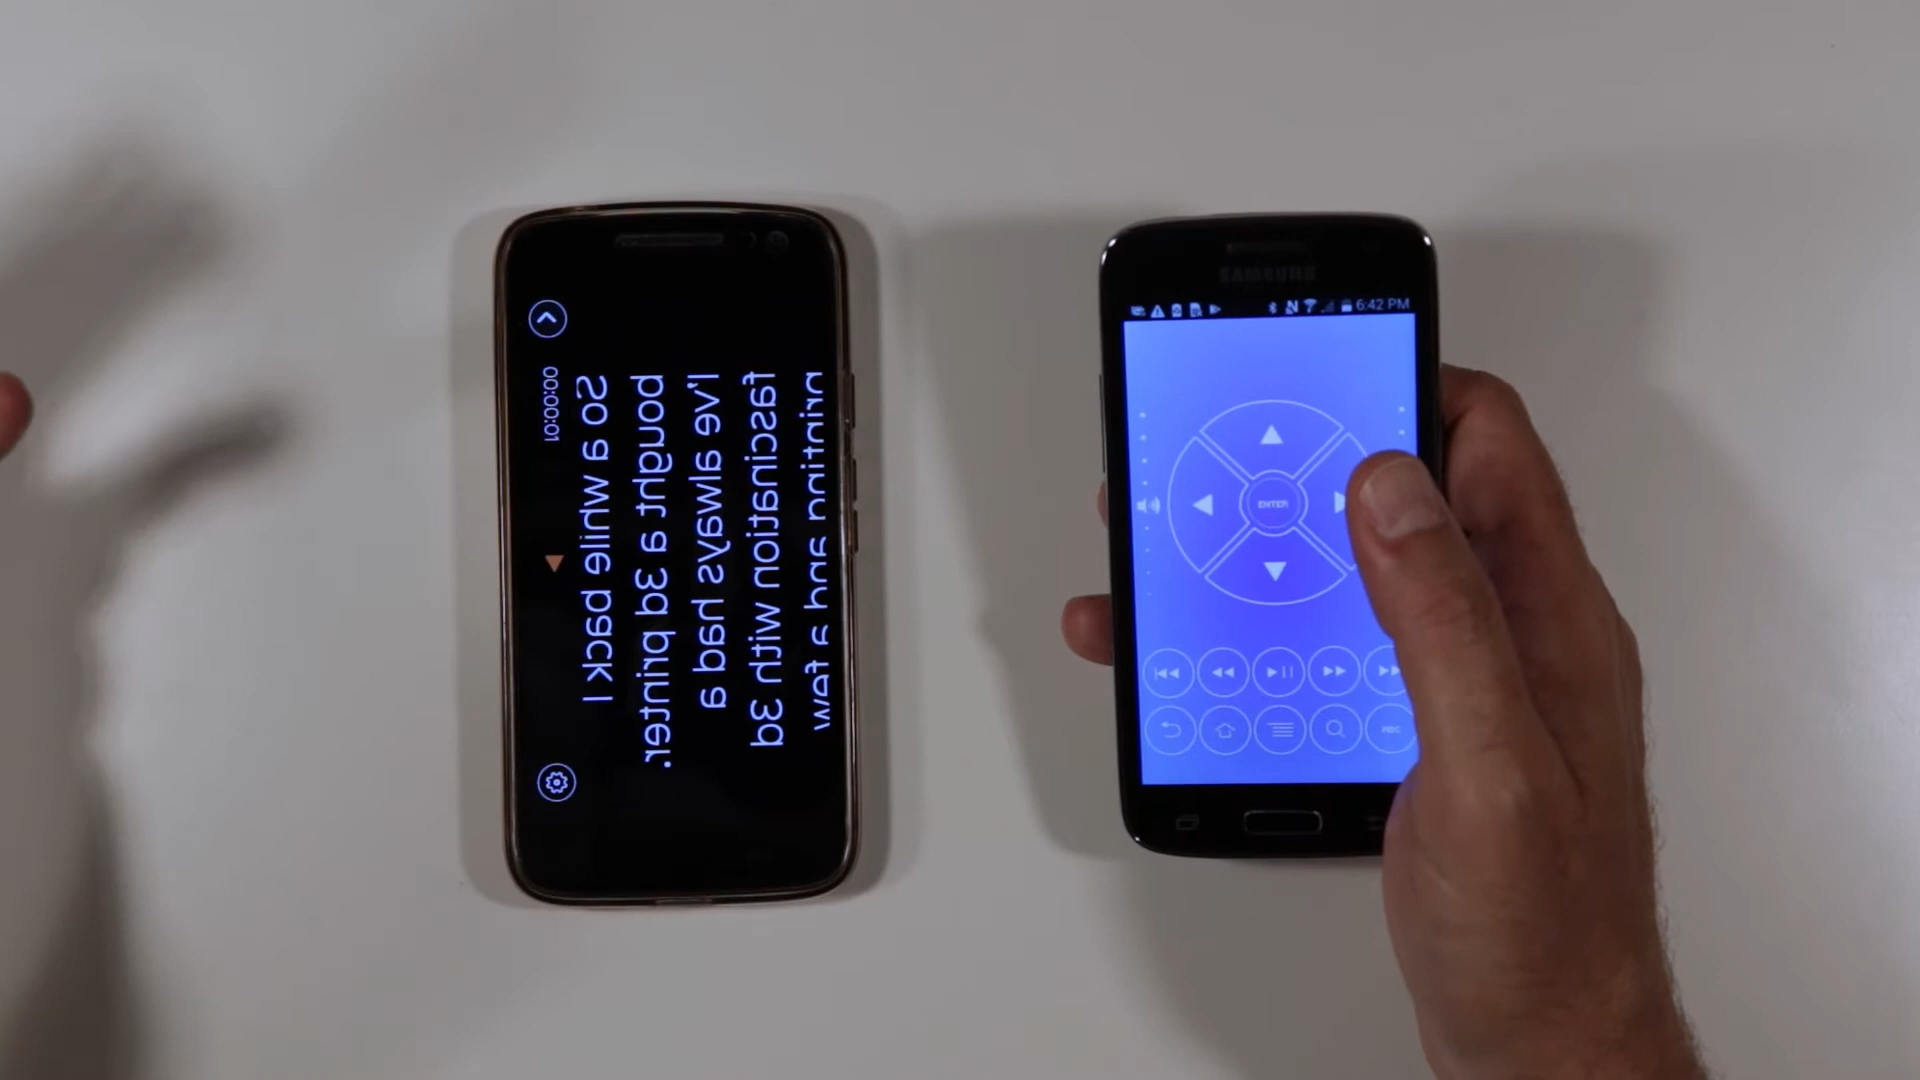 00:00:01
So a while back I
bought a 3d printer.
I've always had a
fascination with 3d
printing and a few
SAMSUNG
6:42 PM
ENTER